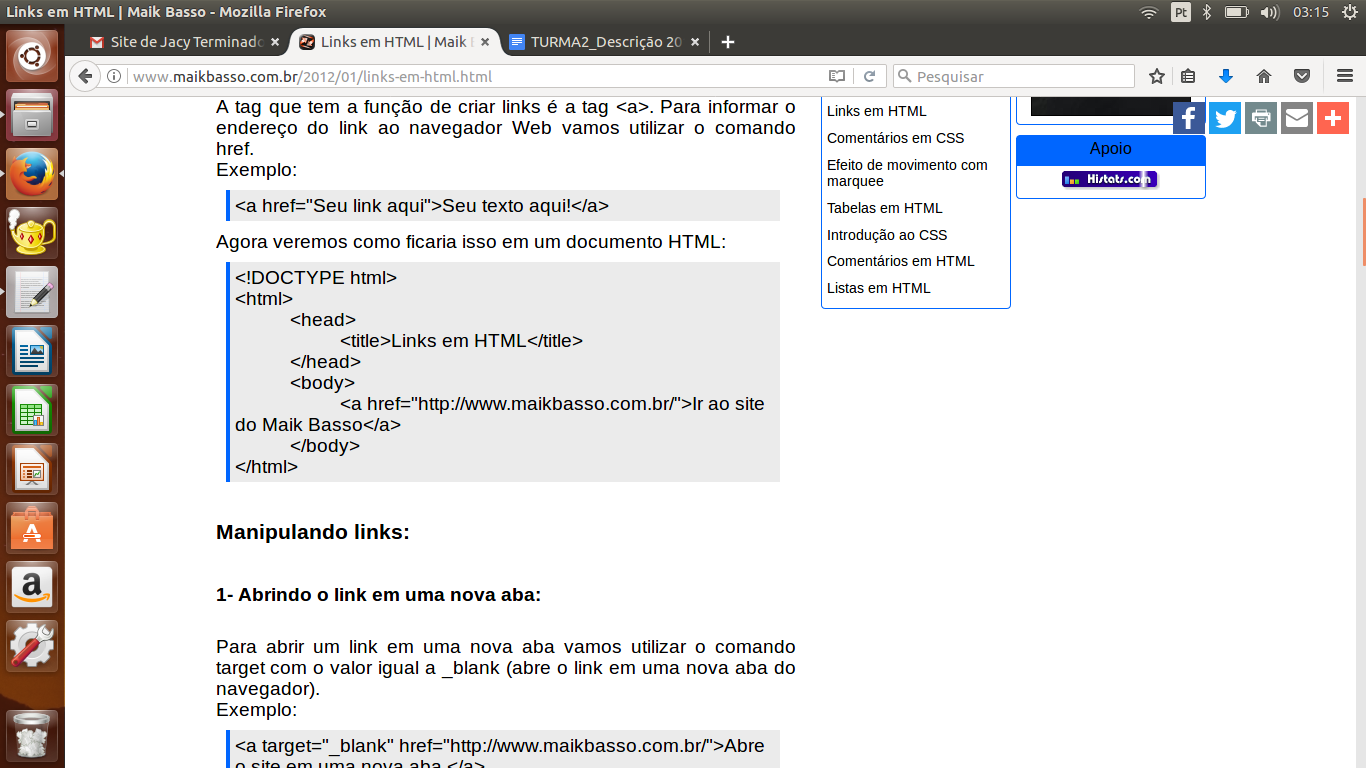 Links em HTML | Maik Basso - Mozilla Firefox
Pt
03:15
Site de Jacy Terminado
Links em HTML | Maik B
TURMA2_Descrição 20
www.maikbasso.com.br/2012/01/links-em-html.html
Pesquisar
A tag que tem a função de criar links é a tag <a>. Para informar o
endereço do link ao navegador Web vamos utilizar o comando
href.
Exemplo:
<a href="Seu link aqui">Seu texto aqui!</a>
Agora veremos como ficaria isso em um documento HTML:
<!DOCTYPE html>
<html>
<head>
<title>Links em HTML</title>
</head>
<body>
<a href="http://www.maikbasso.com.br/">Ir ao site
do Maik Basso</a>
</body>
</html>
Manipulando links:
1- Abrindo o link em uma nova aba:
Para abrir um link em uma nova aba vamos utilizar o comando
target com o valor igual a _blank (abre o link em uma nova aba do
navegador).
Exemplo:
<a target="_blank" href="http://www.maikbasso.com.br/">Abre
o site em uma nova aba.</a>
Links em HTML
Comentários em CSS
Efeito de movimento com
marquee
Tabelas em HTML
Introdução ao CSS
Comentários em HTML
Listas em HTML
Apoio
Histats.com